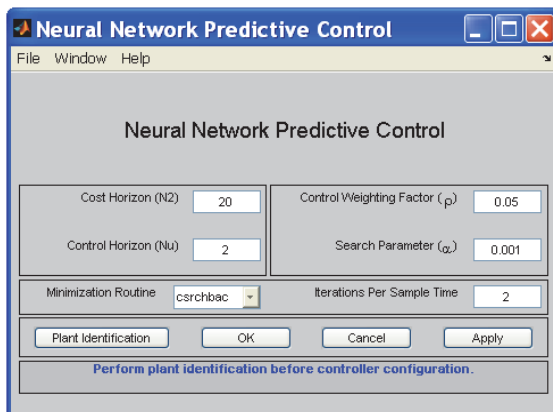 Neural Network Predictive Control
File Window Help
Neural Network Predictive Control
Cost Horizon (N2) 20 Control Weighting Factor (ρ) 0.05
Control Horizon (Nu) 2 Search Parameter (α) 0.001
Minimization Routine csrchbac Iterations Per Sample Time 2
Plant Identification OK Cancel Apply
Perform plant identification before controller configuration.